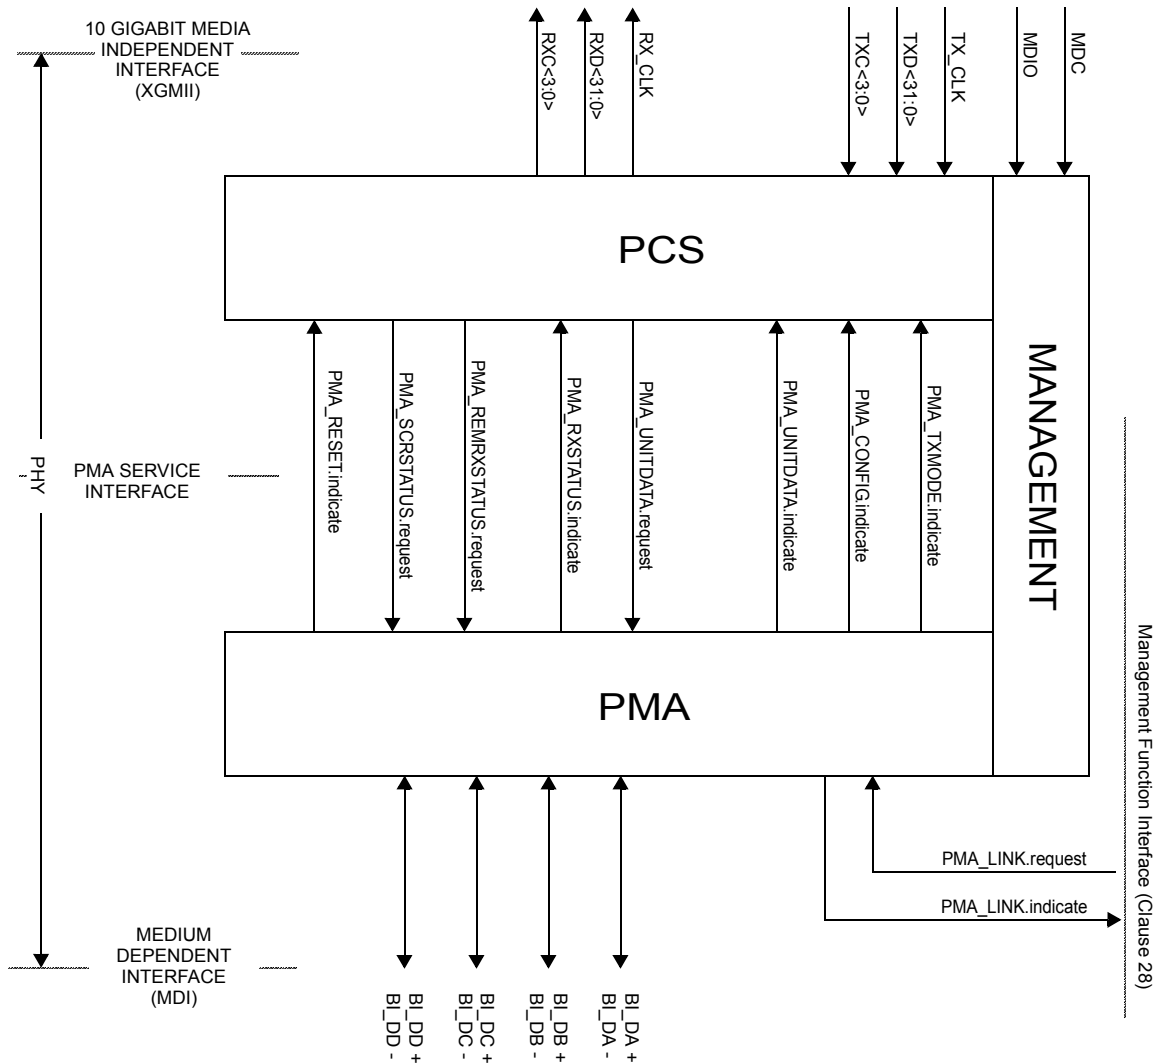 10 GIGABIT MEDIA
INDEPENDENT
INTERFACE
(XGMII)
RXC<3:0>
RXD<31:0>
RX_CLK
TXC<3:0>
TXD<31:0>
TX_CLK
MDIO
MDC
PCS
MANAGEMENT
PHY
PMA SERVICE
INTERFACE
PMA_RESET.indicate
PMA_SCRSTATUS.request
PMA_REMRXSTATUS.request
PMA_RXSTATUS.indicate
PMA_UNITDATA.request
PMA_UNITDATA.indicate
PMA_CONFIG.indicate
PMA_TXMODE.indicate
PMA
Management Function Interface (Clause 28)
PMA_LINK.request
PMA_LINK.indicate
MEDIUM
DEPENDENT
INTERFACE
(MDI)
BI_DD +
BI_DD -
BI_DC +
BI_DC -
BI_DB +
BI_DB -
BI_DA +
BI_DA -